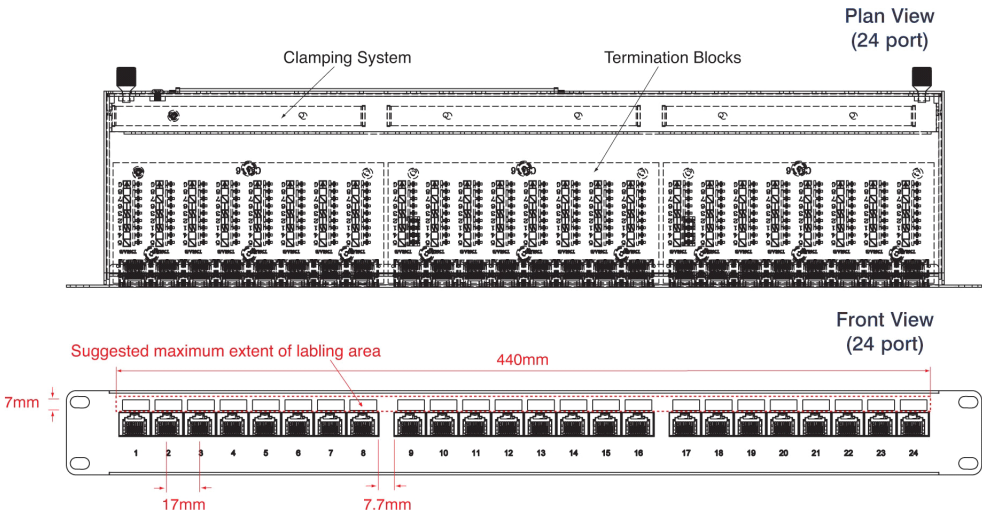 Plan View
(24 port)
Clamping System
Termination Blocks
Front View
(24 port)
Suggested maximum extent of labling area
440mm
7mm
1 2 3 4 5 6 7 8 9 10 11 12 13 14 15 16 17 18 19 20 21 22 23 24
17mm
7.7mm